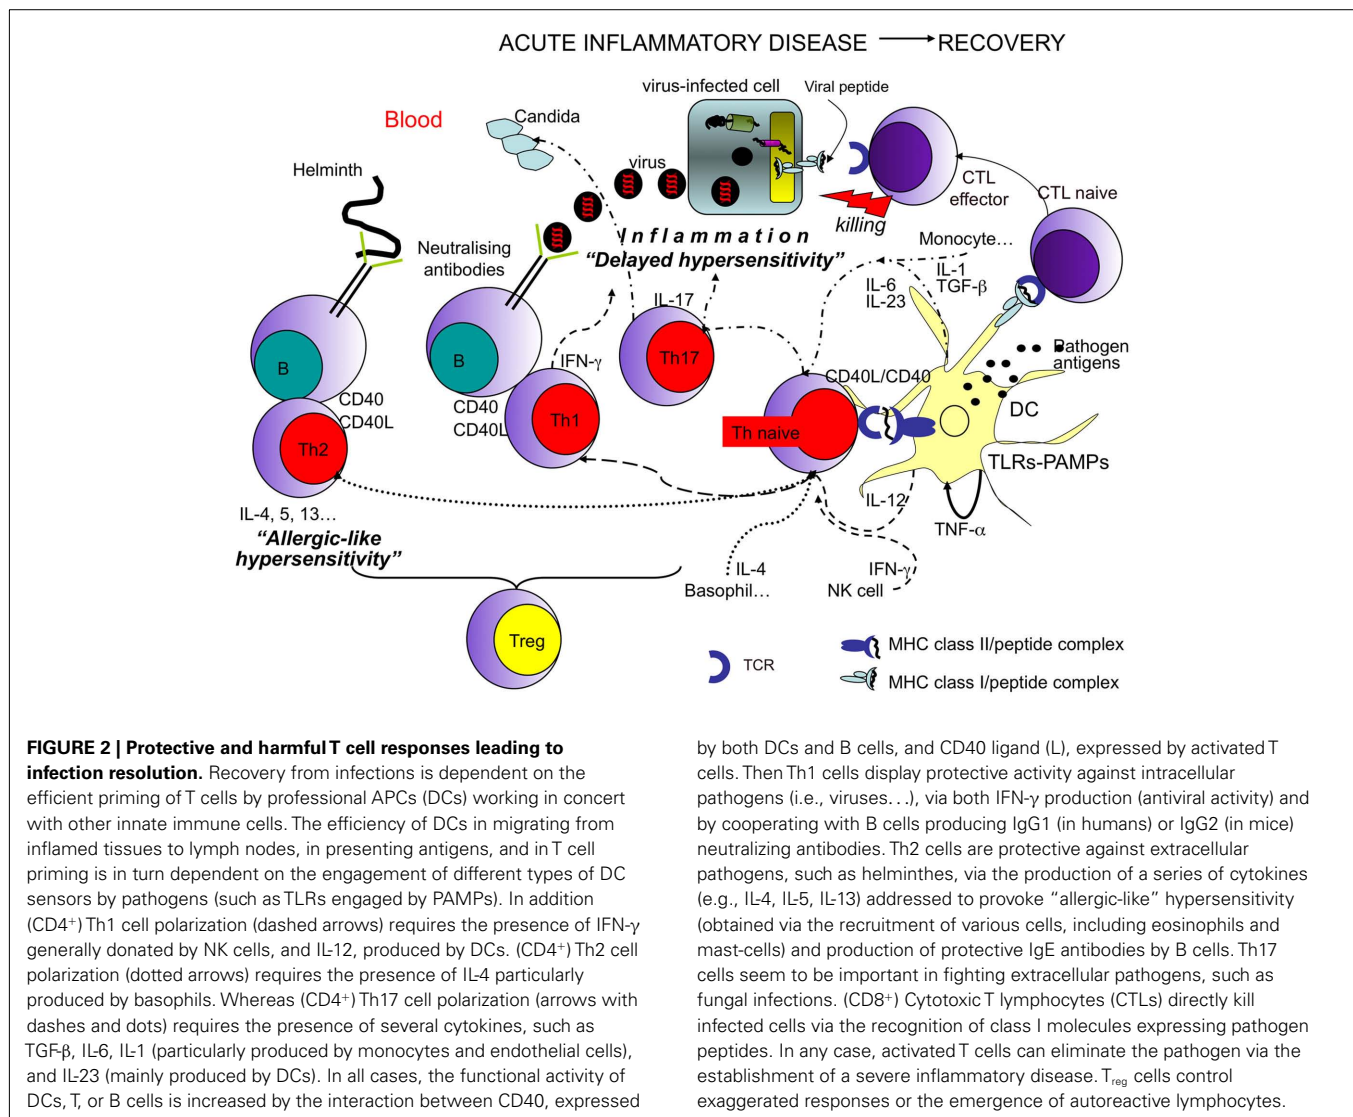 ACUTE INFLAMMATORY DISEASE RECOVERY
virus-infected cell
Viral peptide
Blood
Candida
Helminth
virus
CTL
effector
CTL naive
killing
Neutralising
antibodies
Inflammation
“Delayed hypersensitivity”
Monocyte...
IL-1
TGF-β
IL-6
IL-23
IL-17
Pathogen
antigens
B
B
IFN-γ
Th17
CD40L/CD40
DC
CD40
CD40L
CD40
CD40L
Th2
Th1
Th naive
TLRs-PAMPs
IL-12
TNF-α
IL-4, 5, 13...
“Allergic-like
hypersensitivity”
IL-4
Basophil...
IFN-γ
NK cell
Treg
TCR
MHC class II/peptide complex
MHC class I/peptide complex
FIGURE 2 | Protective and harmful T cell responses leading to
infection resolution. Recovery from infections is dependent on the
efficient priming of T cells by professional APCs (DCs) working in concert
with other innate immune cells. The efficiency of DCs in migrating from
inflamed tissues to lymph nodes, in presenting antigens, and in T cell
priming is in turn dependent on the engagement of different types of DC
sensors by pathogens (such as TLRs engaged by PAMPs). In addition
(CD4+) Th1 cell polarization (dashed arrows) requires the presence of IFN-γ
generally donated by NK cells, and IL-12, produced by DCs. (CD4+) Th2 cell
polarization (dotted arrows) requires the presence of IL-4 particularly
produced by basophils. Whereas (CD4+) Th17 cell polarization (arrows with
dashes and dots) requires the presence of several cytokines, such as
TGF-β, IL-6, IL-1 (particularly produced by monocytes and endothelial cells),
and IL-23 (mainly produced by DCs). In all cases, the functional activity of
DCs, T, or B cells is increased by the interaction between CD40, expressed
by both DCs and B cells, and CD40 ligand (L), expressed by activated T
cells. Then Th1 cells display protective activity against intracellular
pathogens (i.e., viruses...), via both IFN-γ production (antiviral activity) and
by cooperating with B cells producing IgG1 (in humans) or IgG2 (in mice)
neutralizing antibodies. Th2 cells are protective against extracellular
pathogens, such as helminthes, via the production of a series of cytokines
(e.g., IL-4, IL-5, IL-13) addressed to provoke “allergic-like” hypersensitivity
(obtained via the recruitment of various cells, including eosinophils and
mast-cells) and production of protective IgE antibodies by B cells. Th17
cells seem to be important in fighting extracellular pathogens, such as
fungal infections. (CD8+) Cytotoxic T lymphocytes (CTLs) directly kill
infected cells via the recognition of class I molecules expressing pathogen
peptides. In any case, activated T cells can eliminate the pathogen via the
establishment of a severe inflammatory disease. Treg cells control
exaggerated responses or the emergence of autoreactive lymphocytes.